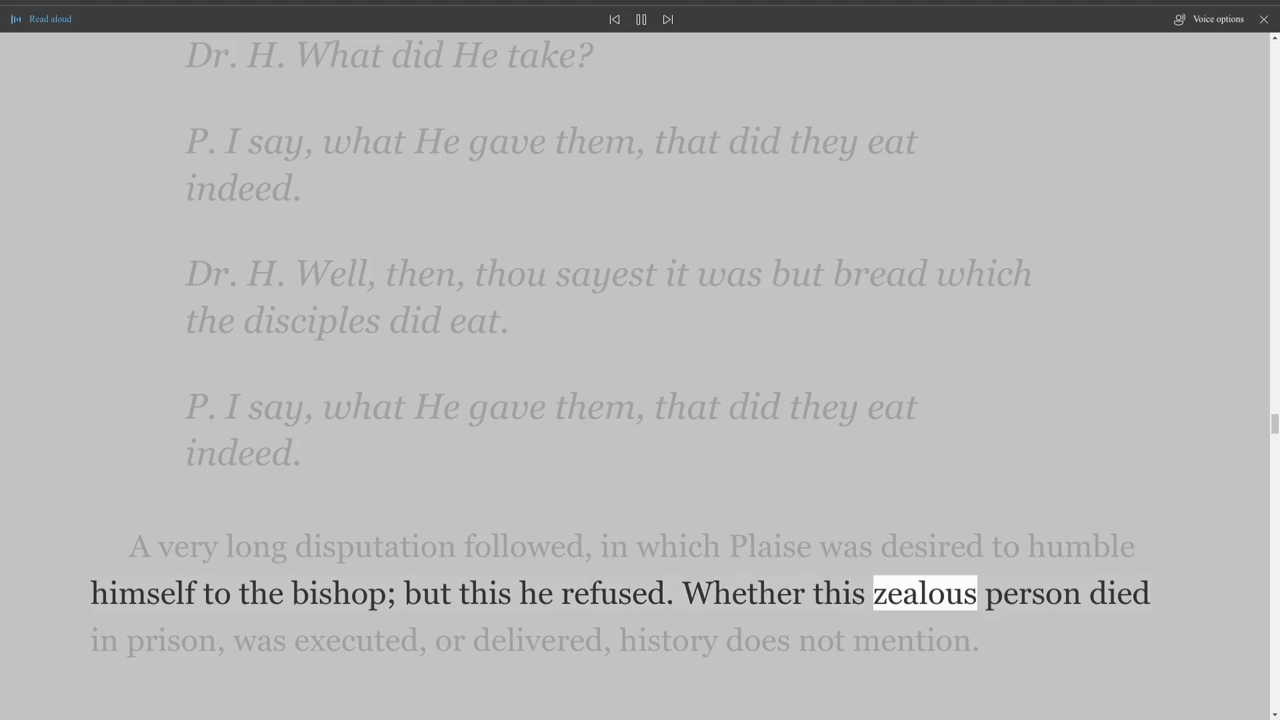 Read aloud
Voice options
Dr. H. What did He take?
P. I say, what He gave them, that did they eat
indeed.
Dr. H. Well, then, thou sayest it was but bread which
the disciples did eat.
P. I say, what He gave them, that did they eat
indeed.
A very long disputation followed, in which Plaise was desired to humble
himself to the bishop; but this he refused. Whether this zealous person died
in prison, was executed, or delivered, history does not mention.